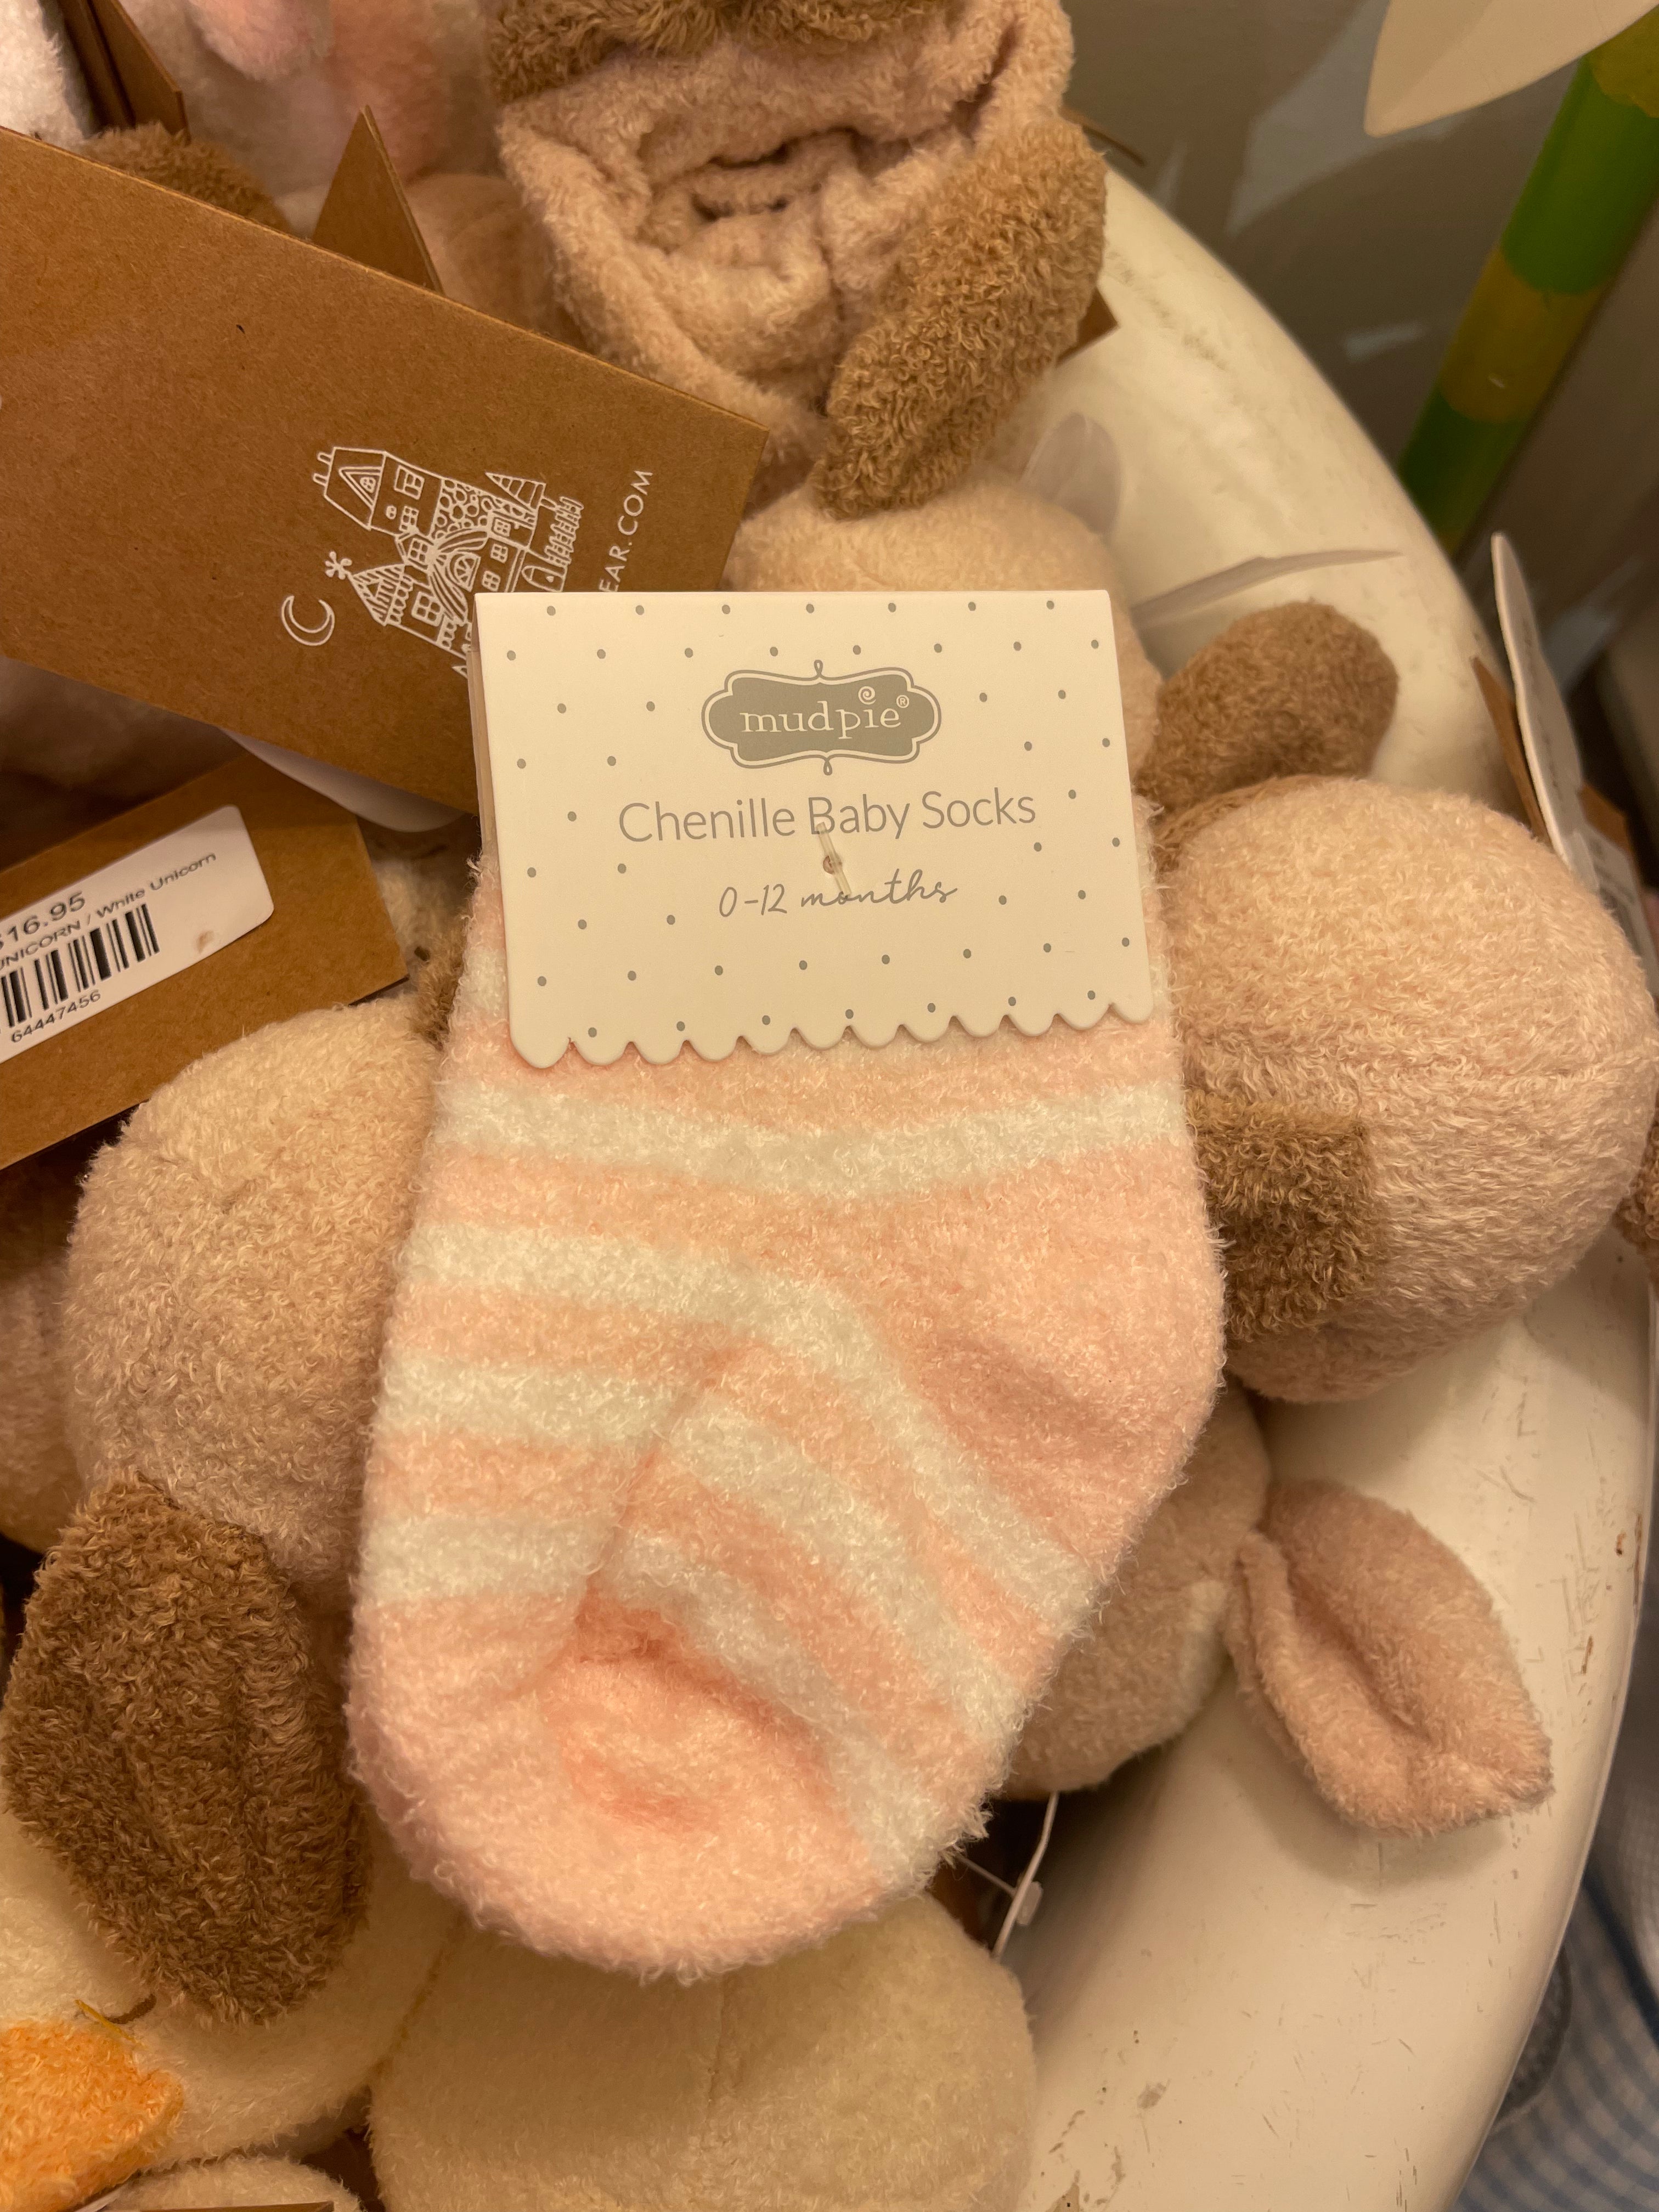 EAR.COM
mudpie®
Chenille Baby Socks
0-12 months
$16.95
UNICORN / White Unicorn
64447456